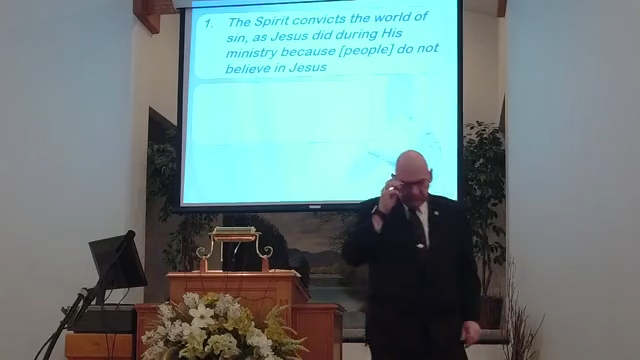 1. The Spirit convicts the world of
sin, as Jesus did during His
ministry because [people] do not
believe in Jesus